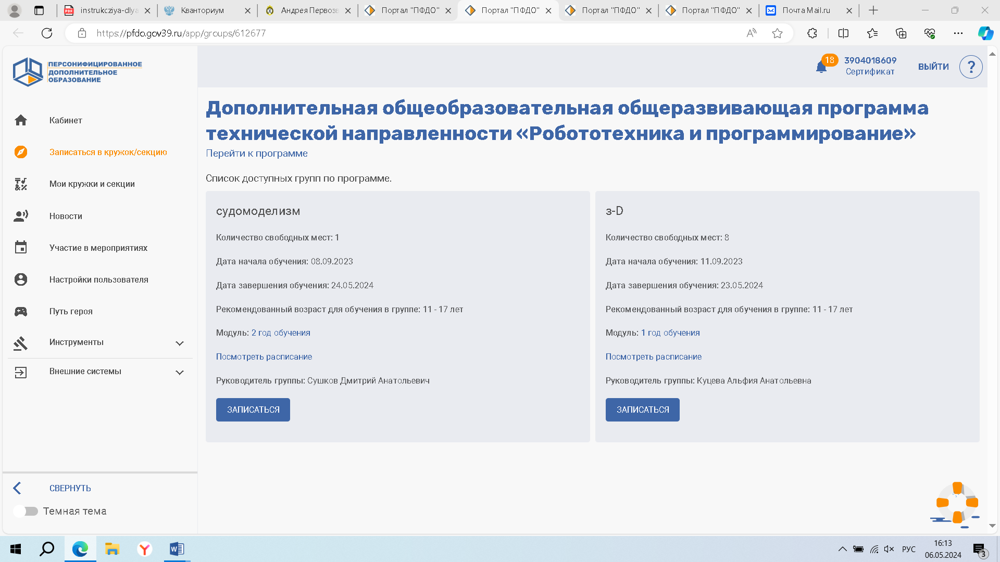 instrukcziya-dlya
Кванториум
Андрея Первозв
Портал "ПФДО"
Портал "ПФДО"
Портал "ПФДО"
Портал "ПФДО"
Почта Mail.ru
https://pfdo.gov39.ru/app/groups/612677
ПЕРСОНИФИЦИРОВАННОЕ
ДОПОЛНИТЕЛЬНОЕ
ОБРАЗОВАНИЕ
18
3904018609
Сертификат
ВЫЙТИ
?
Кабинет
Записаться в кружок/секцию
Мои кружки и секции
Новости
Участие в мероприятиях
Настройки пользователя
Путь героя
Инструменты
Внешние системы
СВЕРНУТЬ
Темная тема
Дополнительная общеобразовательная общеразвивающая программа
технической направленности «Робототехника и программирование»
Перейти к программе
Список доступных групп по программе.
судомоделизм
Количество свободных мест: 1
Дата начала обучения: 08.09.2023
Дата завершения обучения: 24.05.2024
Рекомендованный возраст для обучения в группе: 11 - 17 лет
Модуль: 2 год обучения
Посмотреть расписание
Руководитель группы: Сушков Дмитрий Анатольевич
ЗАПИСАТЬСЯ
з-D
Количество свободных мест: 8
Дата начала обучения: 11.09.2023
Дата завершения обучения: 23.05.2024
Рекомендованный возраст для обучения в группе: 11 - 17 лет
Модуль: 1 год обучения
Посмотреть расписание
Руководитель группы: Куцева Альфия Анатольевна
ЗАПИСАТЬСЯ
РУС
16:13
06.05.2024
3